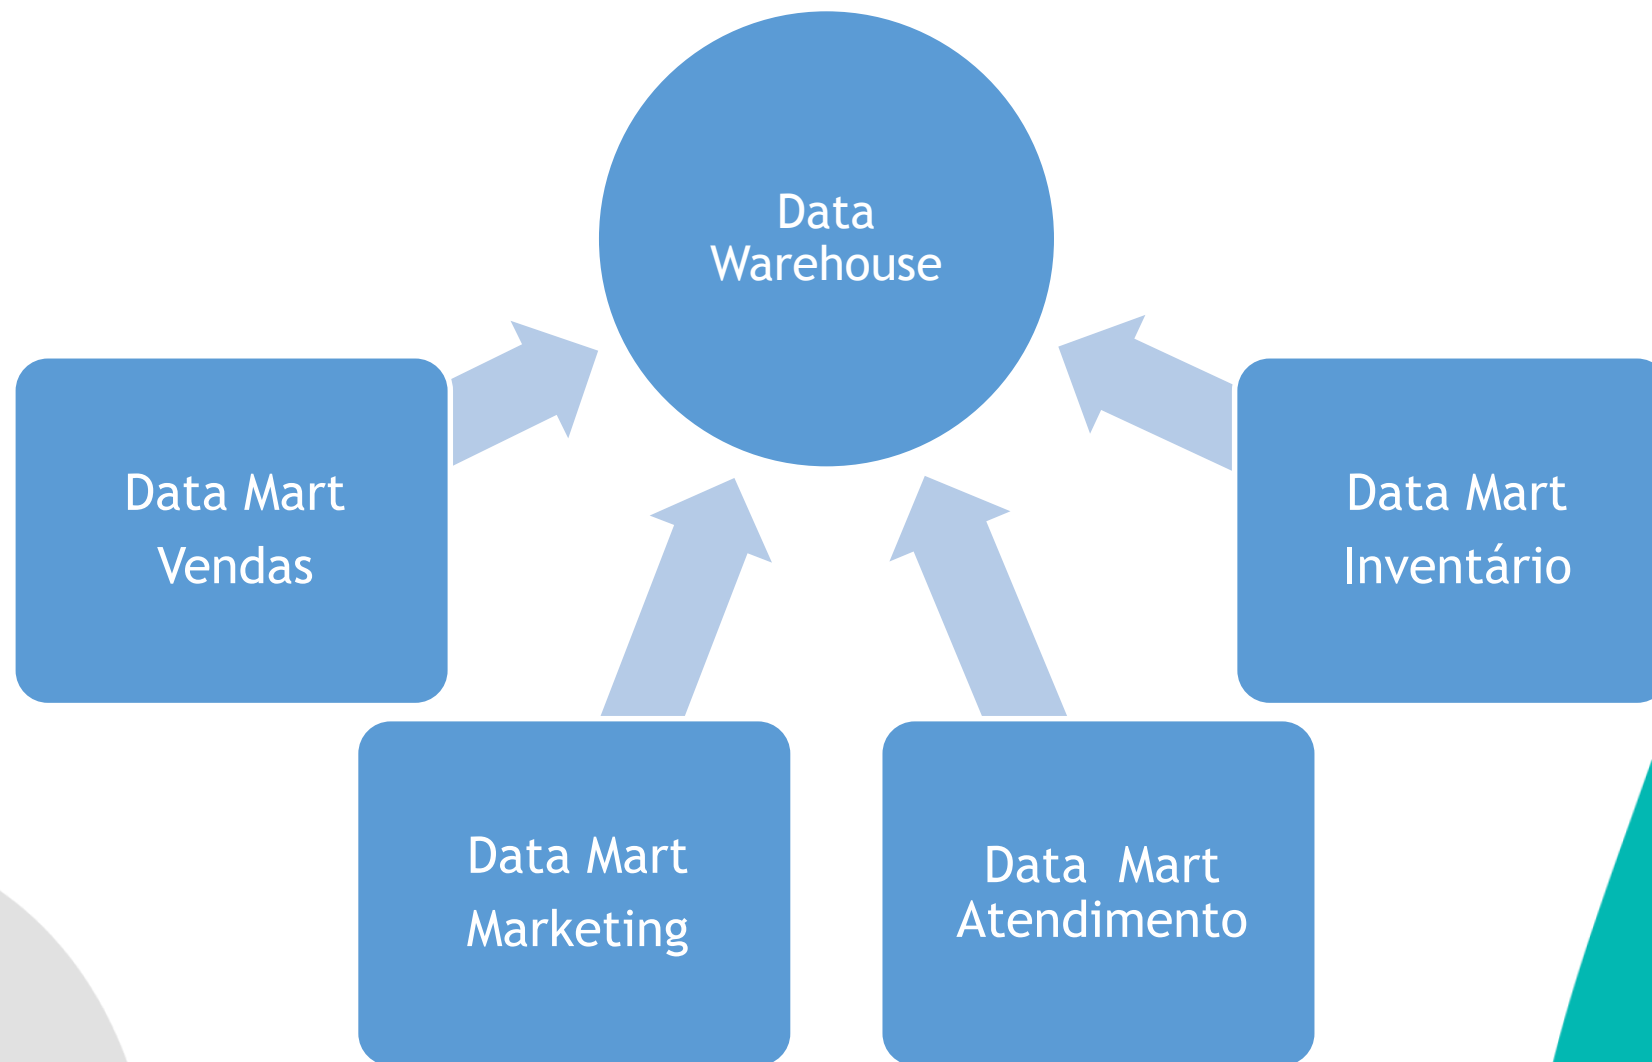 Data
Warehouse
Data Mart
Vendas
Data Mart
Inventário
Data Mart
Marketing
Data  Mart
Atendimento